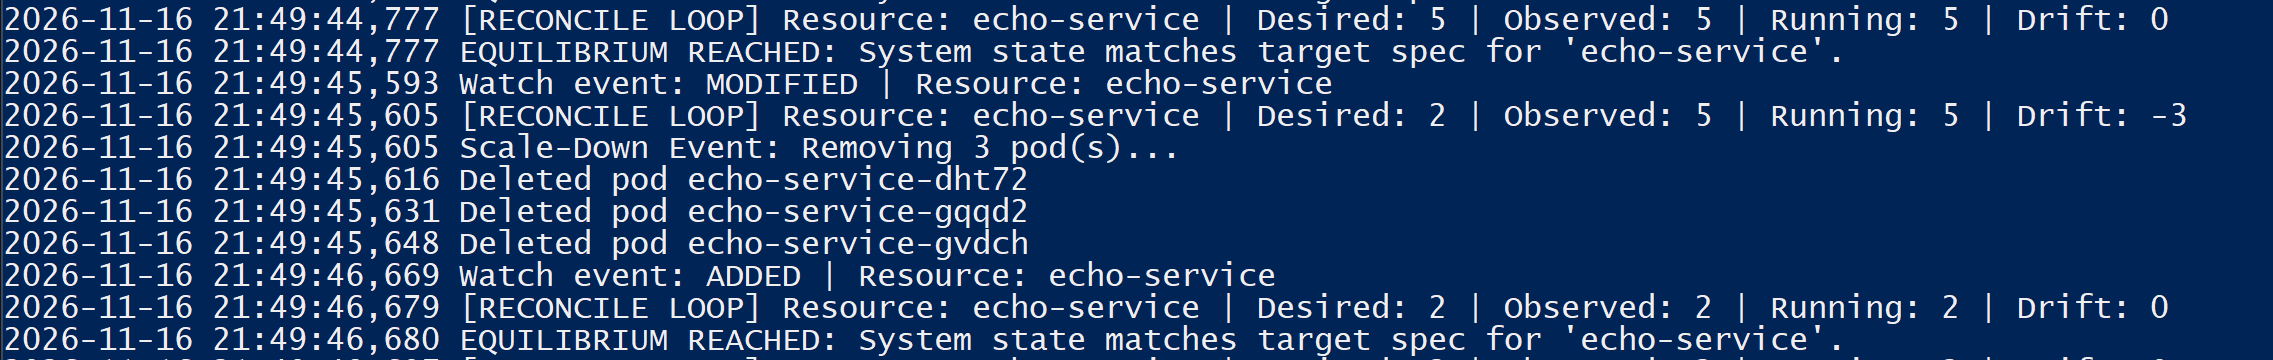 2026-11-16 21:49:44,777 [RECONCILE LOOP] Resource: echo-service | Desired: 5 | Observed: 5 | Running: 5 | Drift: 0
2026-11-16 21:49:44,777 EQUILIBRIUM REACHED: System state matches target spec for 'echo-service'.
2026-11-16 21:49:45,593 Watch event: MODIFIED | Resource: echo-service
2026-11-16 21:49:45,605 [RECONCILE LOOP] Resource: echo-service | Desired: 2 | Observed: 5 | Running: 5 | Drift: -3
2026-11-16 21:49:45,605 Scale-Down Event: Removing 3 pod(s)...
2026-11-16 21:49:45,616 Deleted pod echo-service-dht72
2026-11-16 21:49:45,631 Deleted pod echo-service-gqqd2
2026-11-16 21:49:45,648 Deleted pod echo-service-gvdch
2026-11-16 21:49:46,669 Watch event: ADDED | Resource: echo-service
2026-11-16 21:49:46,679 [RECONCILE LOOP] Resource: echo-service | Desired: 2 | Observed: 2 | Running: 2 | Drift: 0
2026-11-16 21:49:46,680 EQUILIBRIUM REACHED: System state matches target spec for 'echo-service'.